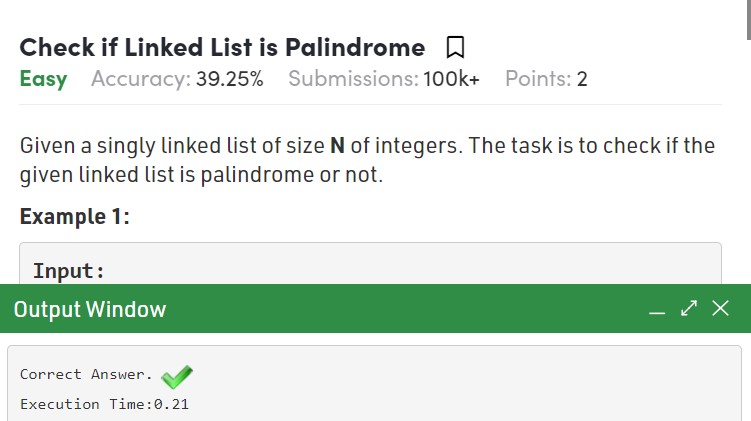 Check if Linked List is Palindrome
Easy Accuracy: 39.25% Submissions: 100k+ Points: 2
Given a singly linked list of size N of integers. The task is to check if the
given linked list is palindrome or not.
Example 1:
Input:
Output Window
Correct Answer.
Execution Time:0.21